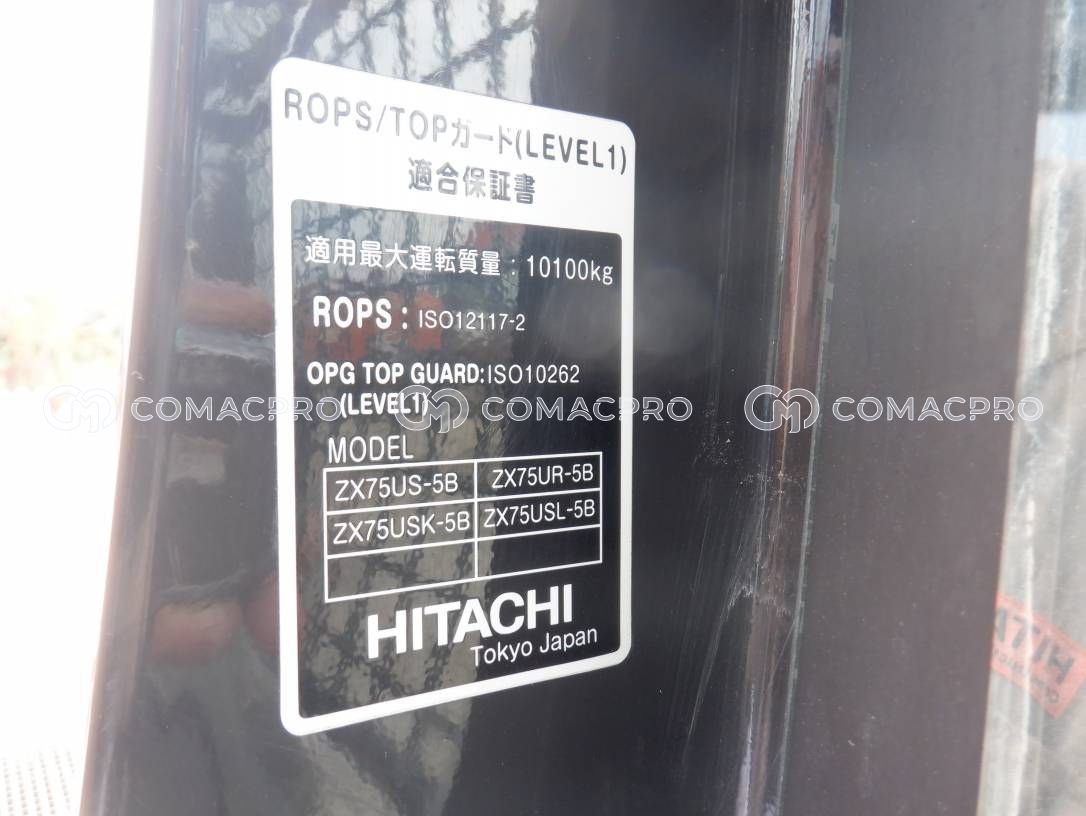 ROPS/TOPガード(LEVEL1)
適合保証書
適用最大運転質量：10100kg
ROPS：ISO12117-2
OPG TOP GUARD:ISO10262
(LEVEL1)
COMACPRO COMACPRO COMACPRO
MODEL
ZX75US-5B ZX75UR-5B
ZX75USK-5B ZX75USL-5B
HITACHI
Tokyo Japan